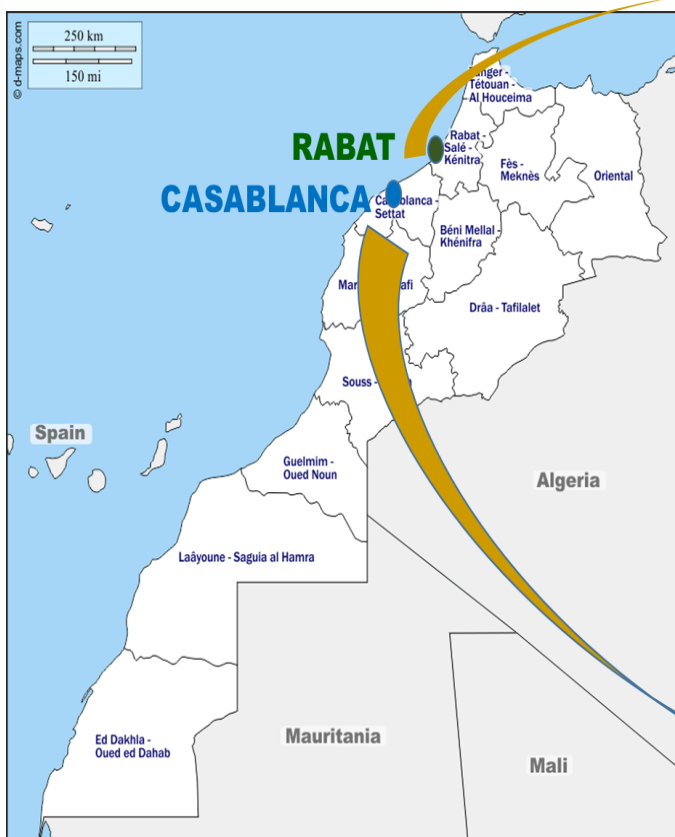 © d-maps.com
250 km
150 mi
Tanger -
Tétouan -
Al Houceima
RABAT
Rabat -
Salé -
Kénitra
Fès -
Meknès
Oriental
CASABLANCA
Casablanca -
Settat
Béni Mellal -
Khénifra
Mar afi
Drâa - Tafilalet
Souss -
Spain
Guelmim -
Oued Noun
Algeria
Laâyoune - Saguia al Hamra
Ed Dakhla -
Oued ed Dahab
Mauritania
Mali